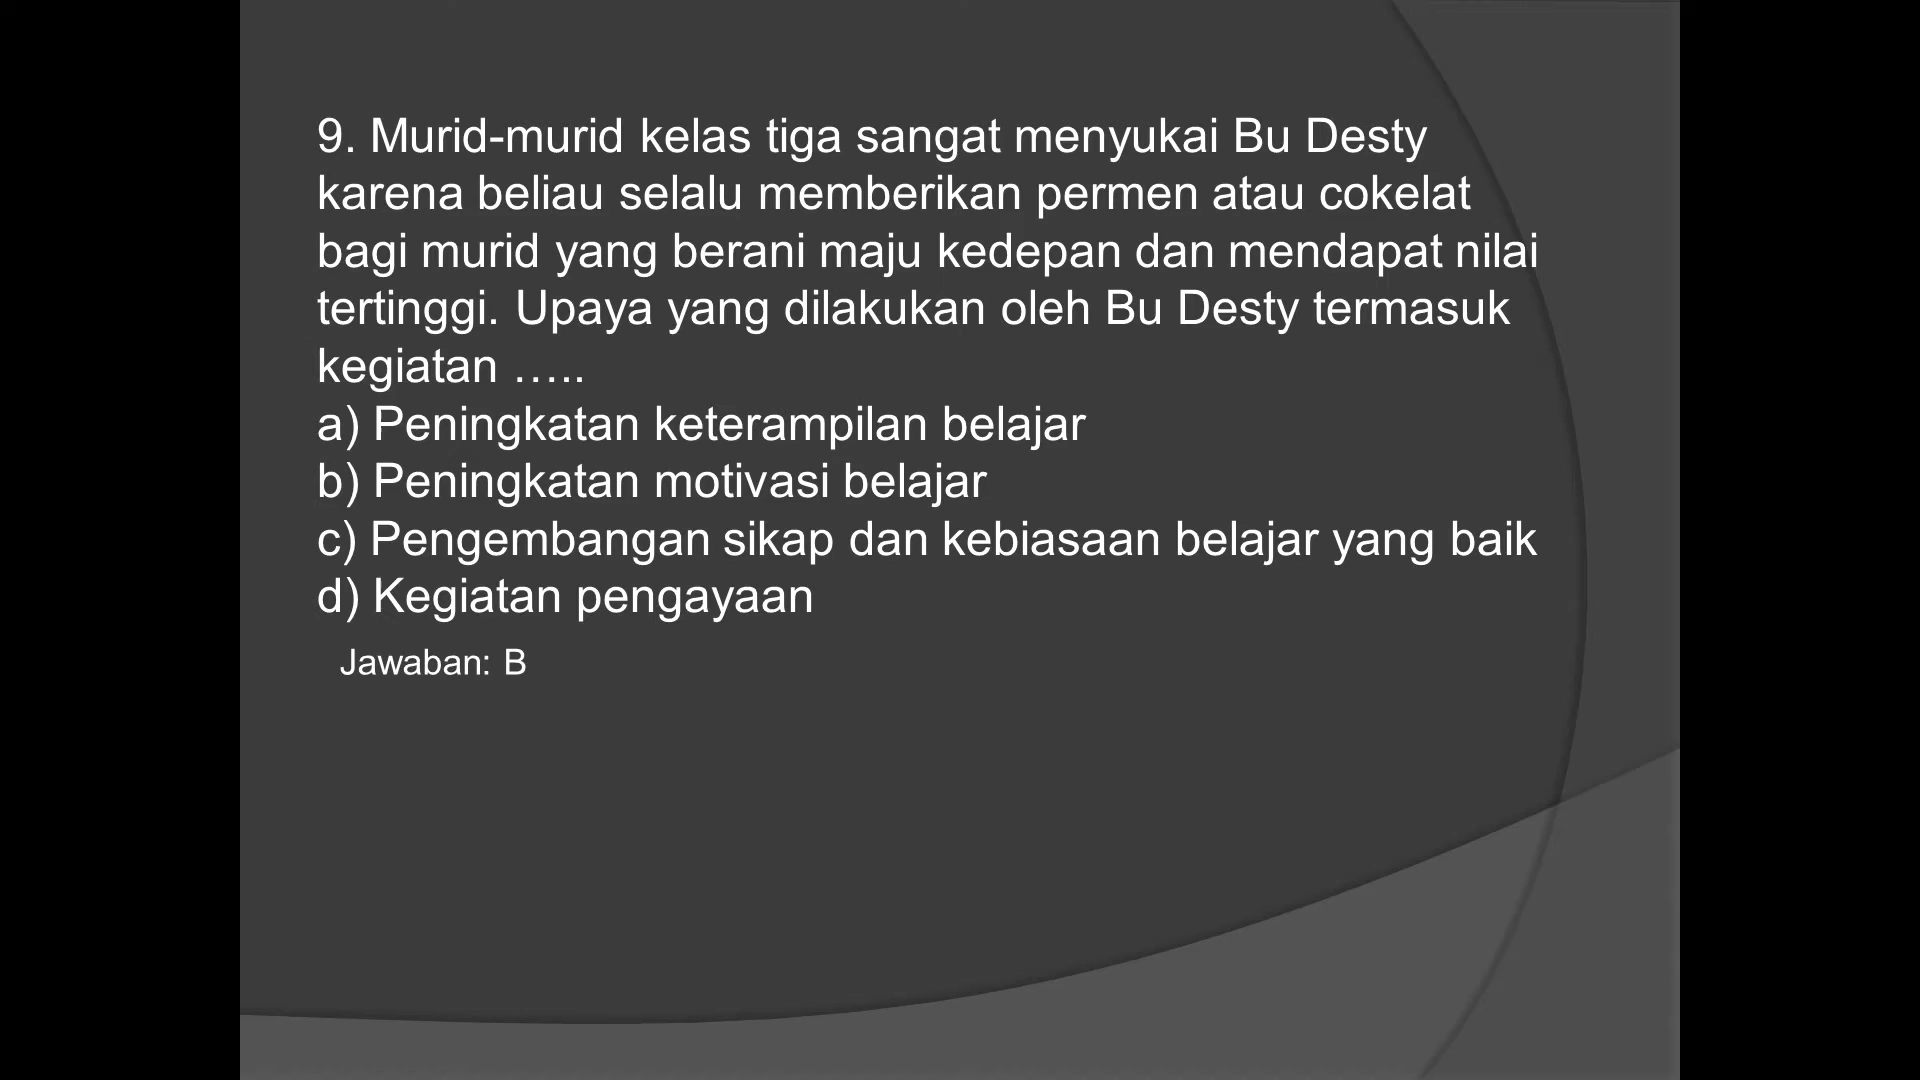 9. Murid-murid kelas tiga sangat menyukai Bu Desty
karena beliau selalu memberikan permen atau cokelat
bagi murid yang berani maju kedepan dan mendapat nilai
tertinggi. Upaya yang dilakukan oleh Bu Desty termasuk
kegiatan …..
a) Peningkatan keterampilan belajar
b) Peningkatan motivasi belajar
c) Pengembangan sikap dan kebiasaan belajar yang baik
d) Kegiatan pengayaan
Jawaban: B